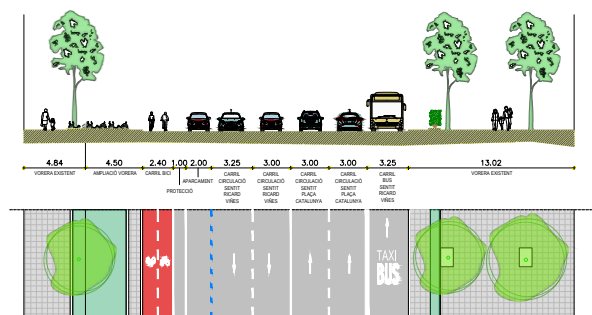 4.84 4.50 2.40 1.00 2.00 3.25 3.00 3.00 3.00 3.25 13.02
VORERA EXISTENT
AMPLIACIÓ VORERA
CARRIL BICI
PROTECCIÓ
APARCAMENT
CARRIL
CIRCULACIÓ
SENTIT
RICARD
VIÑES
CARRIL
CIRCULACIÓ
SENTIT
RICARD
VIÑES
CARRIL
CIRCULACIÓ
SENTIT
PLAÇA
CATALUNYA
CARRIL
CIRCULACIÓ
SENTIT
PLAÇA
CATALUNYA
CARRIL
BUS
SENTIT
RICARD
VIÑES
VORERA EXISTENT
TAXI
BUS